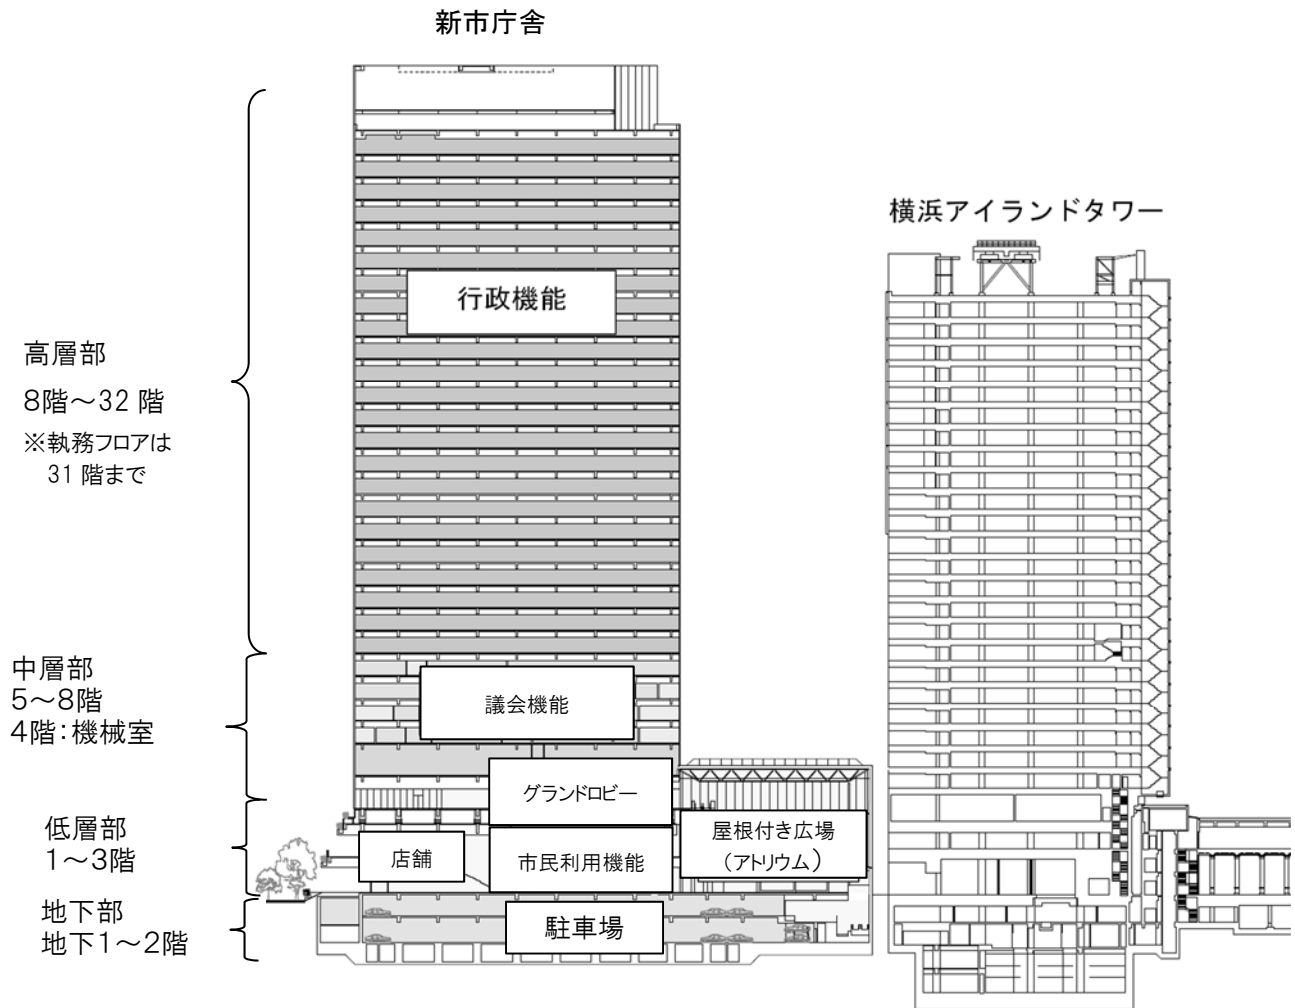 新市庁舎
横浜アイランドタワー
行政機能
高層部
8階～32 階
※執務フロアは
31 階まで
中層部
5～8階
4階：機械室
議会機能
グランドロビー
低層部
1～3階
店舗
市民利用機能
屋根付き広場
（アトリウム）
地下部
地下1～2階
駐車場